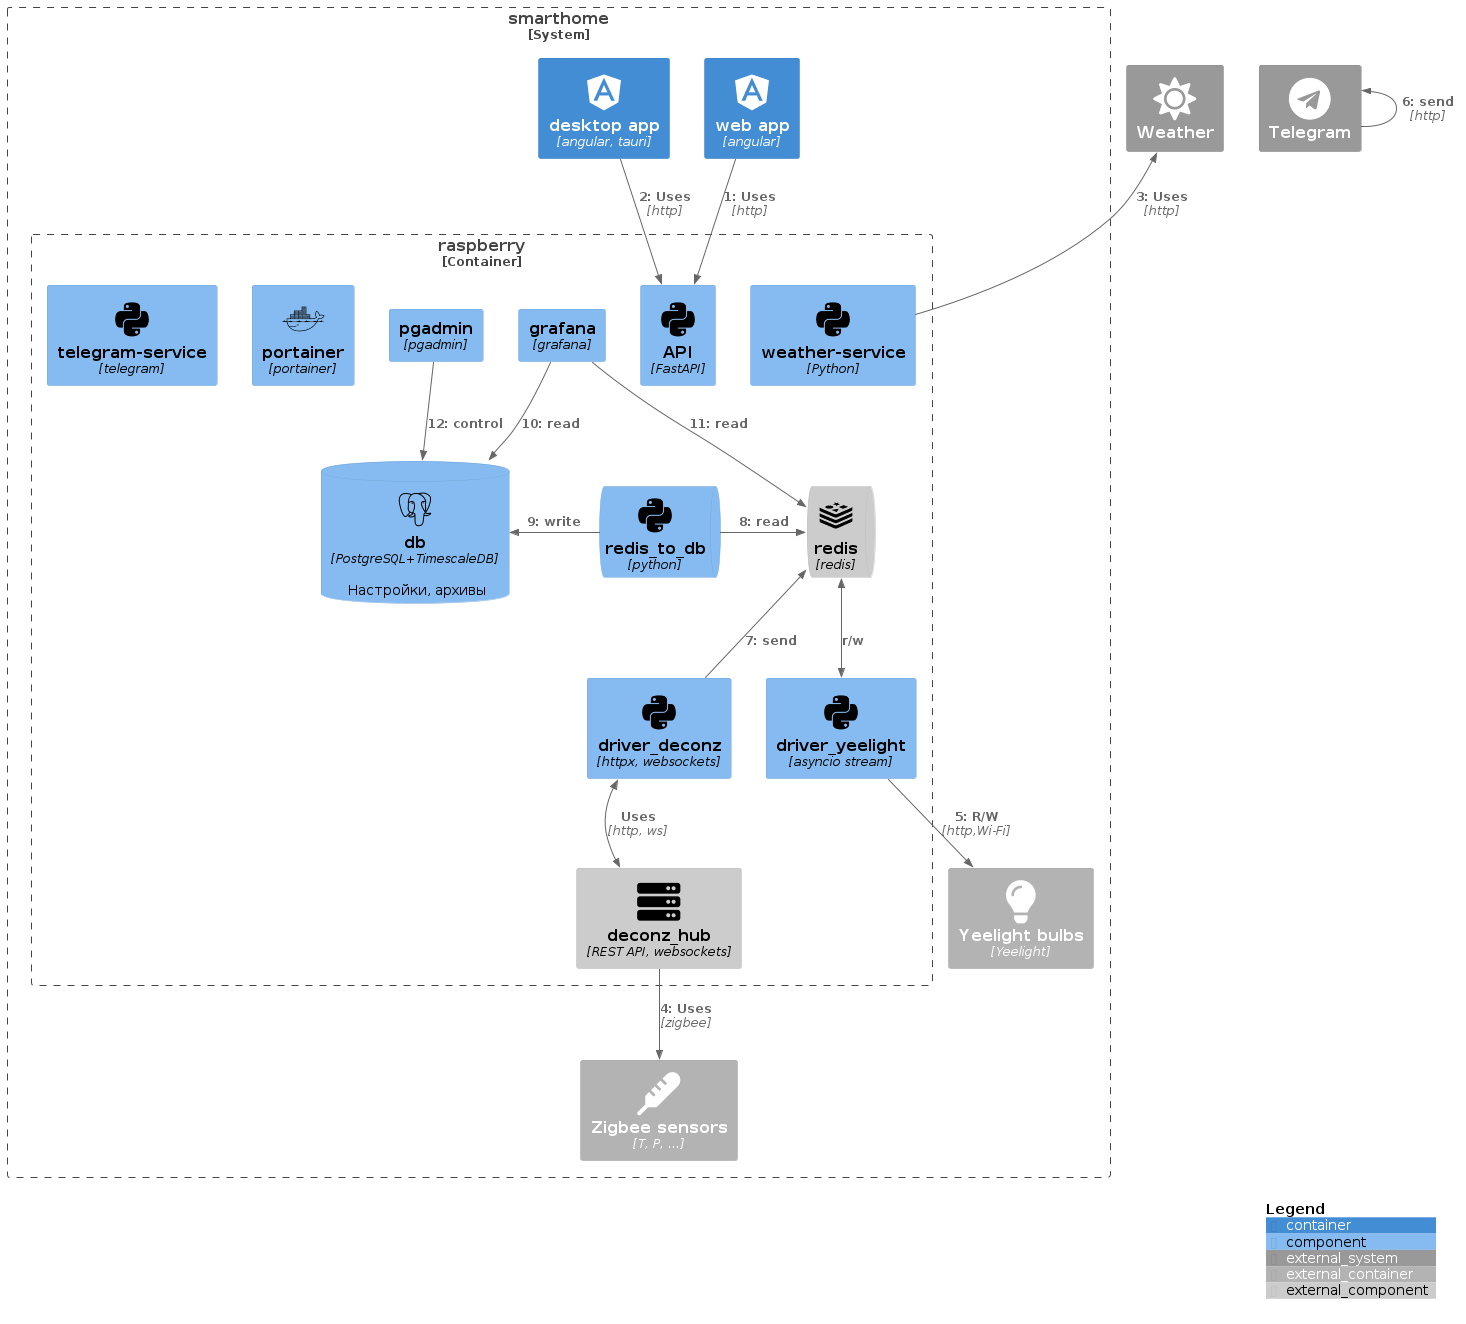 smarthome
[System]
desktop app
[angular, tauri]
web app
[angular]
Weather
Telegram
6: send
[http]
2: Uses
[http]
1: Uses
[http]
3: Uses
[http]
raspberry
[Container]
telegram-service
[telegram]
portainer
[portainer]
pgadmin
[pgadmin]
grafana
[grafana]
API
[FastAPI]
weather-service
[Python]
12: control
10: read
11: read
db
[PostgreSQL+TimescaleDB]
Настройки, архивы
9: write
redis_to_db
[python]
8: read
redis
[redis]
7: send
r/w
driver_deconz
[httpx, websockets]
driver_yeelight
[asyncio stream]
Uses
[http, ws]
5: R/W
[http,Wi-Fi]
deconz_hub
[REST API, websockets]
Yeelight bulbs
[Yeelight]
4: Uses
[zigbee]
Zigbee sensors
[T, P, ...]
Legend
container
component
external_system
external_container
external_component